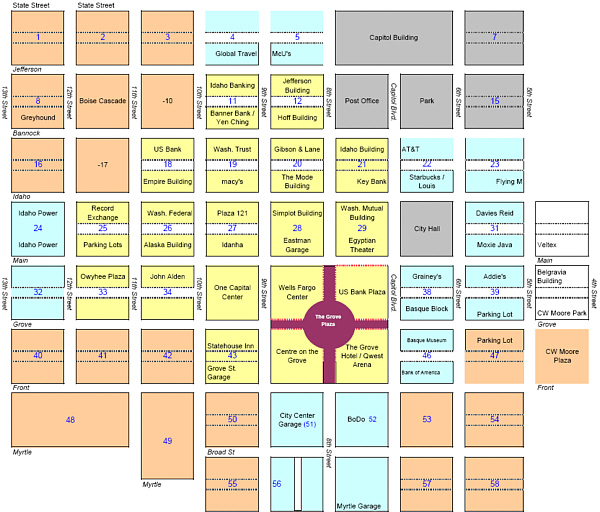 State Street
State Street
1
2
3
4
Global Travel
5
McU's
Capitol Building
7
Jefferson
13th Street
8
Greyhound
12th Street
Boise Cascade
11th Street
-10
10th Street
Idaho Banking
11
Banner Bank /
Yen Ching
9th Street
Jefferson
Building
12
Hoff Building
8th Street
Post Office
Capitol Blvd
Park
6th Street
15
5th Street
Bannock
16
-17
US Bank
18
Empire Building
Wash. Trust
19
macy's
Gibson & Lane
20
The Mode
Building
Idaho Building
21
Key Bank
AT&T
22
Starbucks /
Louis
23
Flying M
Idaho
Idaho Power
24
Idaho Power
Record
Exchange
25
Parking Lots
Wash. Federal
26
Alaska Building
Plaza 121
27
Idanha
Simplot Building
28
Eastman
Garage
Wash. Mutual
Building
29
Egyptian
Theater
City Hall
Davies Reid
31
Moxie Java
Veltex
Main
Main
13th Street
32
12th Street
Owyhee Plaza
33
11th Street
John Alden
34
10th Street
One Capital
Center
9th Street
Wells Fargo
Center
US Bank Plaza
The Grove
Plaza
Capitol Blvd
Grainey's
38
Basque Block
6th Street
Addie's
39
Parking Lot
5th Street
Belgravia
Building
CW Moore Park
4th Street
Grove
Grove
40
41
42
Statehouse Inn
43
Grove St.
Garage
Centre on the
Grove
The Grove
Hotel / Qwest
Arena
Basque Museum
46
Bank of America
Parking Lot
47
CW Moore
Plaza
Front
Front
48
49
50
City Center
Garage (51)
8th Street
BoDo 52
53
54
Myrtle
Broad St
55
56
Myrtle Garage
57
58
Myrtle